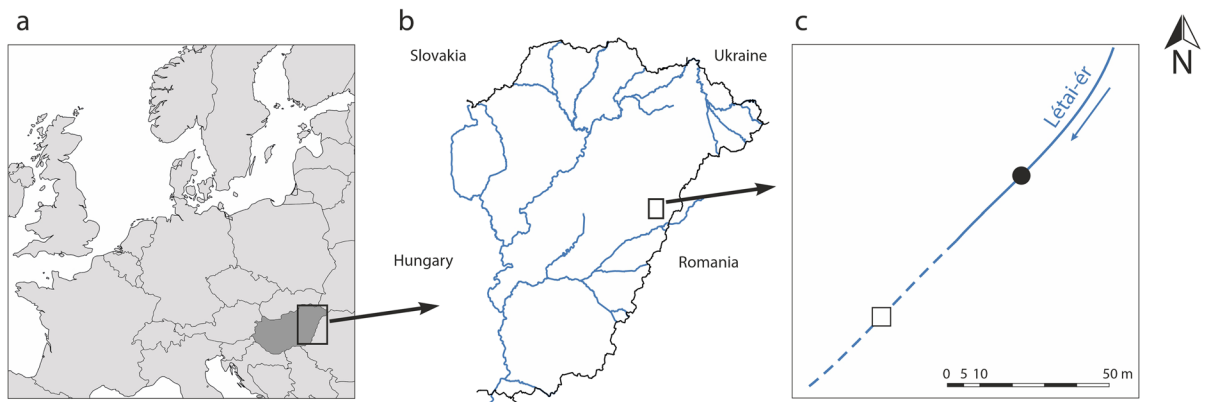 a
b
c
N
Slovakia
Ukraine
Hungary
Romania
Létai-ér
0 5 10 50 m